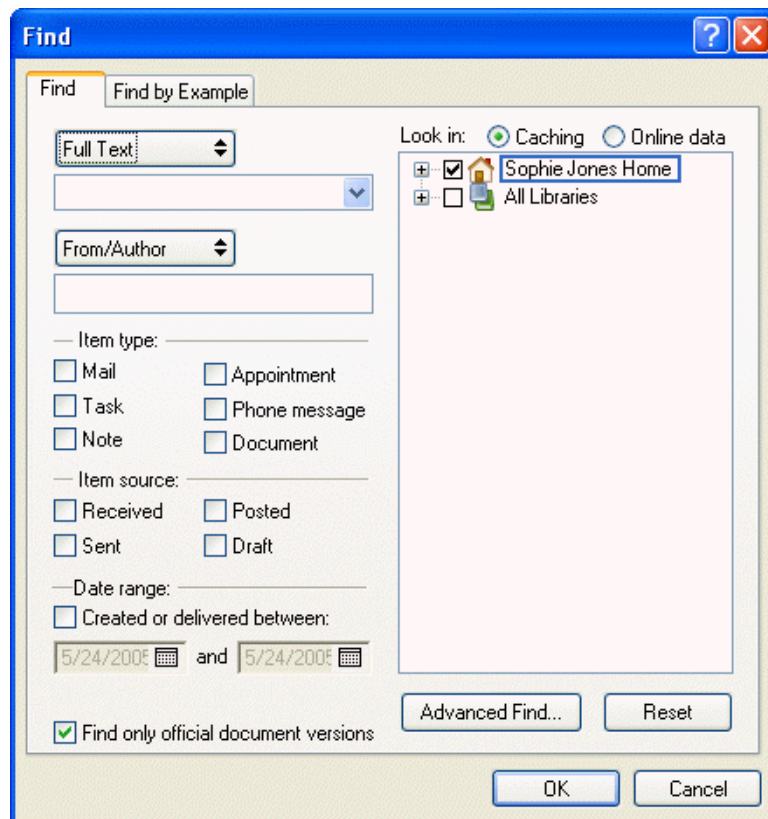 Find
Find
Find by Example
Full Text
From/Author
Item type:
Mail
Appointment
Task
Phone message
Note
Document
Item source:
Received
Posted
Sent
Draft
Date range:
Created or delivered between:
5/24/2005 and 5/24/2005
Find only official document versions
Look in: Caching Online data
Sophie Jones Home
All Libraries
Advanced Find...
Reset
OK
Cancel